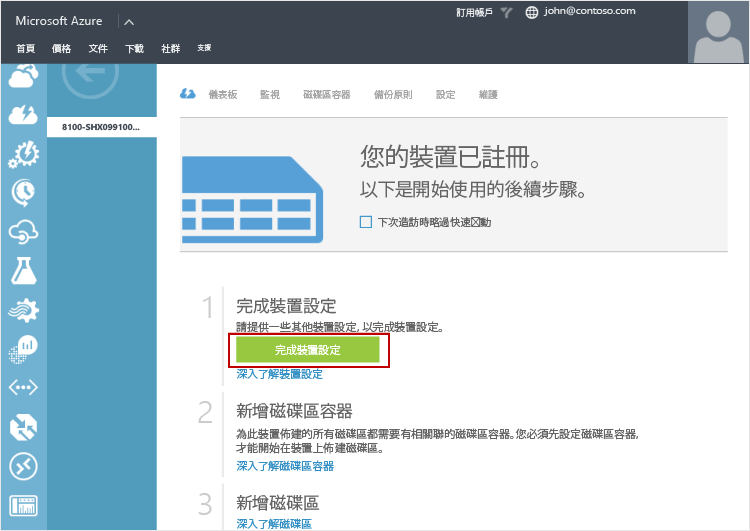 Microsoft Azure
訂用帳戶
john@contoso.com
首頁 價格 文件 下載 社群 支援
8100-SHX099100...
儀表板 監視 磁碟區容器 備份原則 設定 維護
您的裝置已註冊。
以下是開始使用的後續步驟。
下次造訪時略過快速啟動
1 完成裝置設定
請提供一些其他裝置設定, 以完成裝置設定。
完成裝置設定
深入了解裝置設定
2 新增磁碟區容器
為此裝置佈建的所有磁碟區都需要有相關聯的磁碟區容器。您必須先設定磁碟區容器,
才能開始在裝置上佈建磁碟區。
深入了解磁碟區容器
3 新增磁碟區
深入了解磁碟區